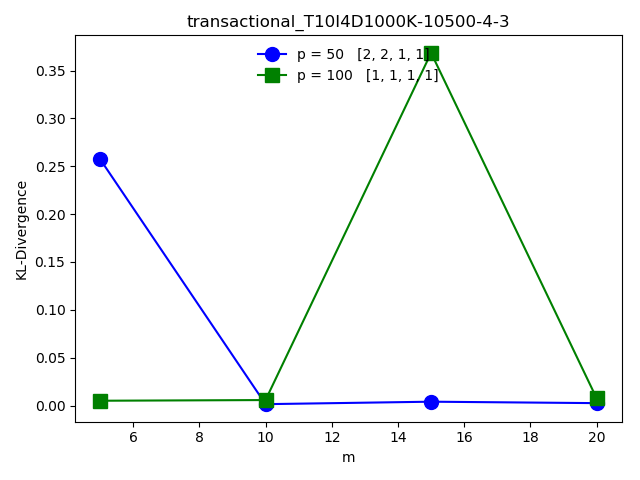 transactional_T10I4D1000K-10500-4-3
p = 50 [2, 2, 1, 1]
p = 100 [1, 1, 1, 1]
KL-Divergence
0.35
0.30
0.25
0.20
0.15
0.10
0.05
0.00
6 8 10 12 14 16 18 20
m